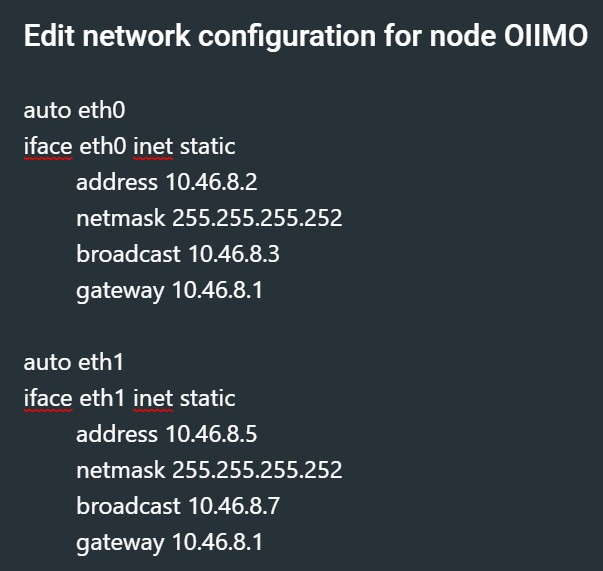 Edit network configuration for node OIIMO
auto eth0
iface eth0 inet static
address 10.46.8.2
netmask 255.255.255.252
broadcast 10.46.8.3
gateway 10.46.8.1
auto eth1
iface eth1 inet static
address 10.46.8.5
netmask 255.255.255.252
broadcast 10.46.8.7
gateway 10.46.8.1